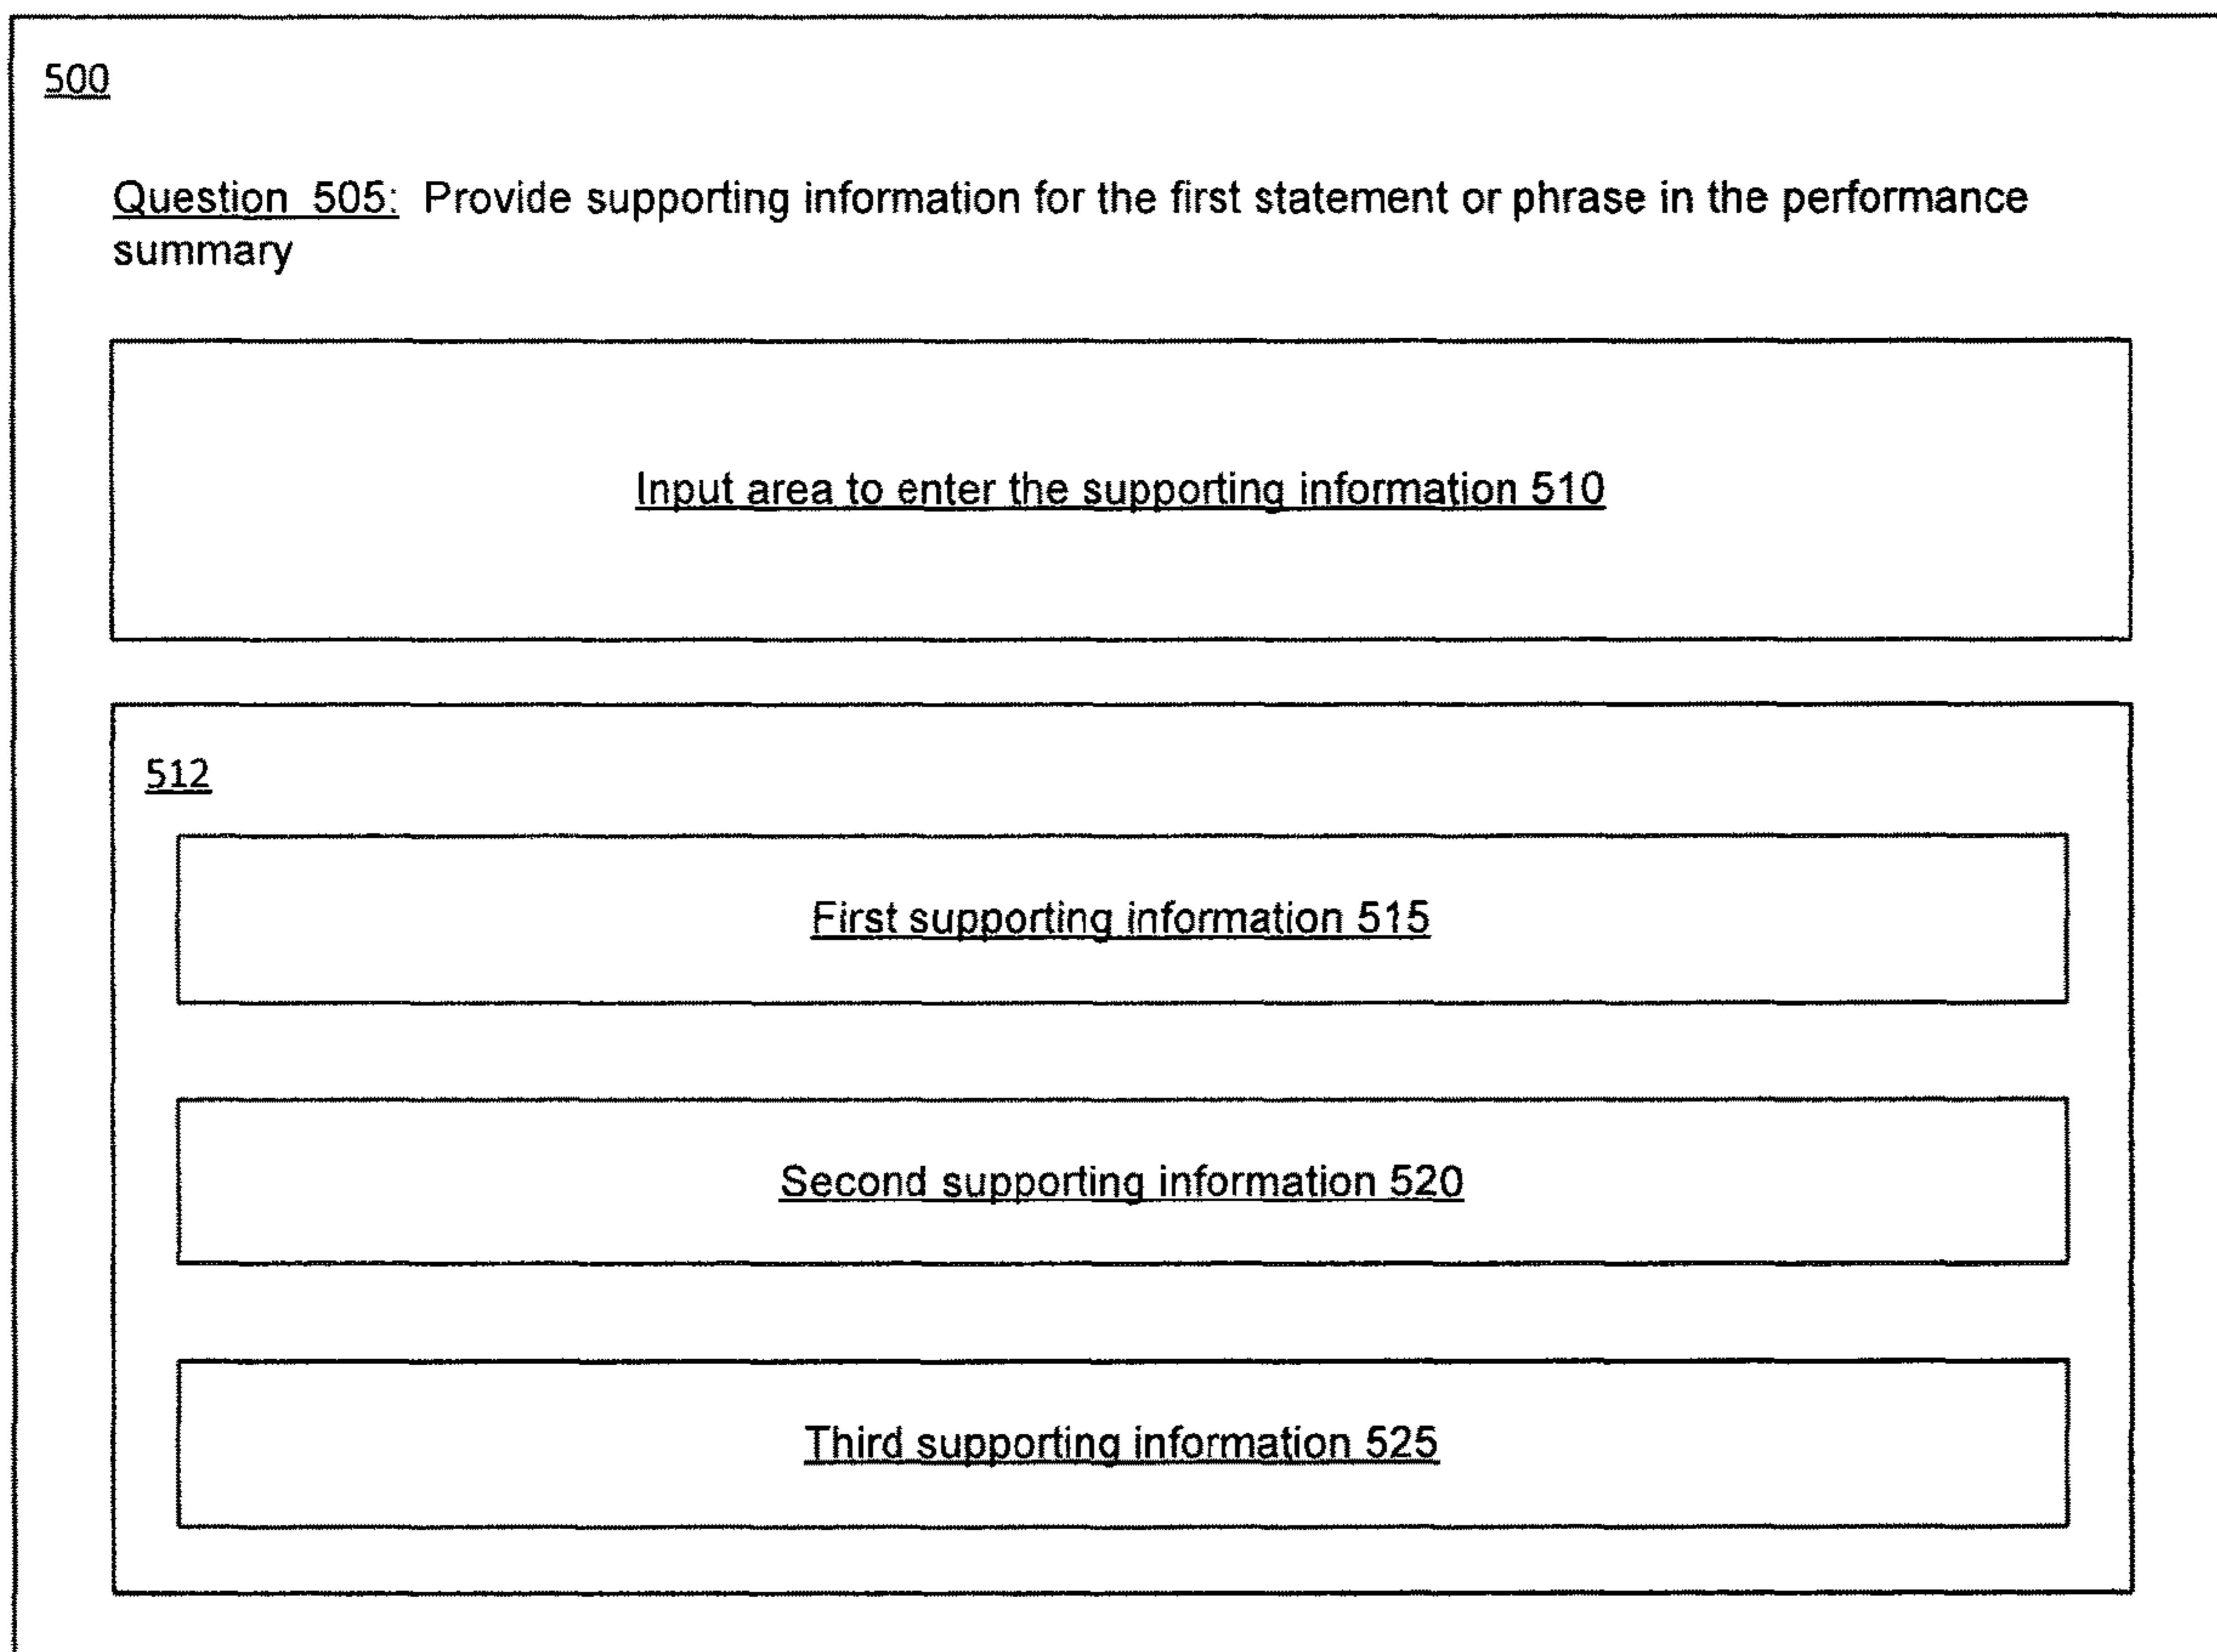 500
Question 505: Provide supporting information for the first statement or phrase in the performance
summary
Input area to enter the supporting information 510
512
First supporting information 515
Second supporting information 520
Third supporting information 525